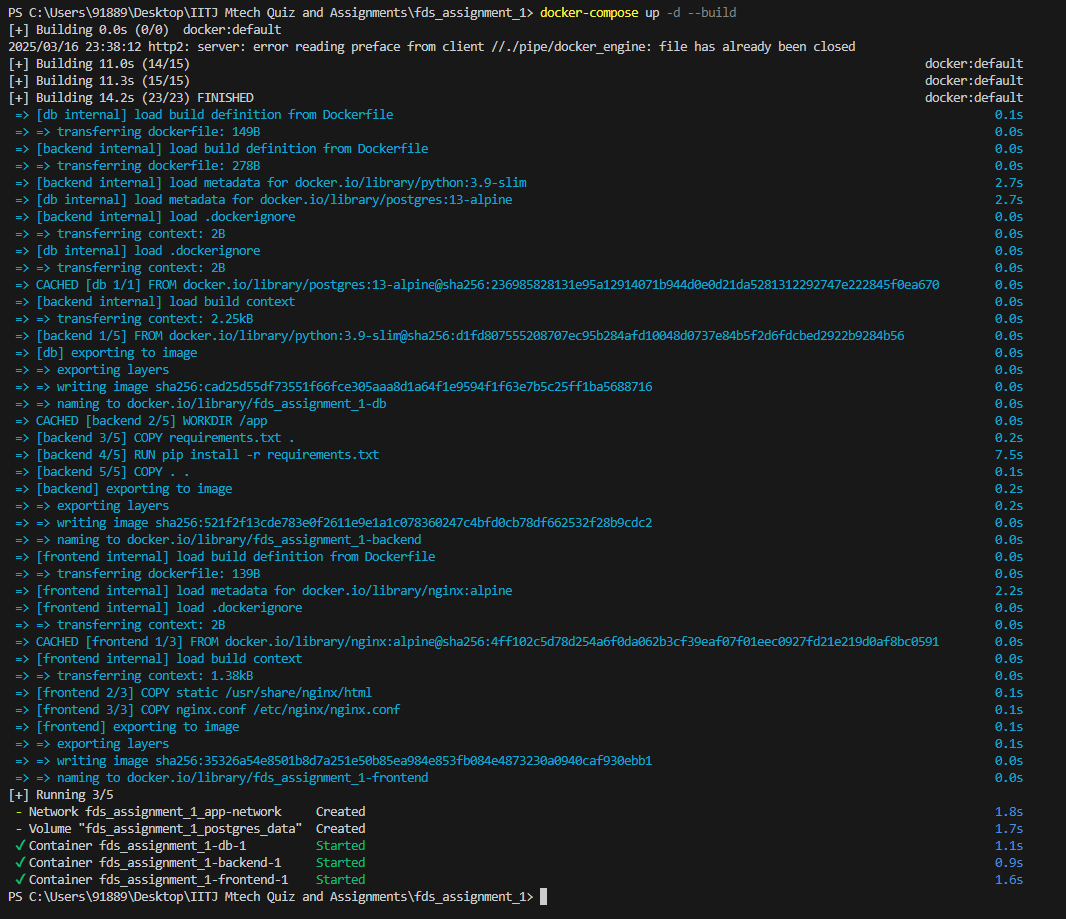 PS C:\Users\91889\Desktop\IITJ Mtech Quiz and Assignments\fds_assignment_1> docker-compose up -d --build
[+] Building 0.0s (0/0)  docker:default
2025/03/16 23:38:12 http2: server: error reading preface from client //./pipe/docker_engine: file has already been closed
[+] Building 11.0s (14/15) docker:default
[+] Building 11.3s (15/15) docker:default
[+] Building 14.2s (23/23) FINISHED docker:default
=> [db internal] load build definition from Dockerfile 0.1s
=> => transferring dockerfile: 149B 0.0s
=> [backend internal] load build definition from Dockerfile 0.0s
=> => transferring dockerfile: 278B 0.0s
=> [backend internal] load metadata for docker.io/library/python:3.9-slim 2.7s
=> [db internal] load metadata for docker.io/library/postgres:13-alpine 2.7s
=> [backend internal] load .dockerignore 0.0s
=> => transferring context: 2B 0.0s
=> [db internal] load .dockerignore 0.0s
=> => transferring context: 2B 0.0s
=> CACHED [db 1/1] FROM docker.io/library/postgres:13-alpine@sha256:236985828131e95a12914071b944d0e0d21da5281312292747e222845f0ea670 0.0s
=> [backend internal] load build context 0.0s
=> => transferring context: 2.25kB 0.0s
=> [backend 1/5] FROM docker.io/library/python:3.9-slim@sha256:d1fd807555208707ec95b284afd10048d0737e84b5f2d6fdcbed2922b9284b56 0.0s
=> [db] exporting to image 0.0s
=> => exporting layers 0.0s
=> => writing image sha256:cad25d55df73551f66fce305aaa8d1a64f1e9594f1f63e7b5c25ff1ba5688716 0.0s
=> => naming to docker.io/library/fds_assignment_1-db 0.0s
=> CACHED [backend 2/5] WORKDIR /app 0.0s
=> [backend 3/5] COPY requirements.txt . 0.2s
=> [backend 4/5] RUN pip install -r requirements.txt 7.5s
=> [backend 5/5] COPY . . 0.1s
=> [backend] exporting to image 0.2s
=> => exporting layers 0.2s
=> => writing image sha256:521f2f13cde783e0f2611e9e1a1c078360247c4bfd0cb78df662532f28b9cdc2 0.0s
=> => naming to docker.io/library/fds_assignment_1-backend 0.0s
=> [frontend internal] load build definition from Dockerfile 0.0s
=> => transferring dockerfile: 139B 0.0s
=> [frontend internal] load metadata for docker.io/library/nginx:alpine 2.2s
=> [frontend internal] load .dockerignore 0.0s
=> => transferring context: 2B 0.0s
=> CACHED [frontend 1/3] FROM docker.io/library/nginx:alpine@sha256:4ff102c5d78d254a6f0da062b3cf39eaf07f01eec0927fd21e219d0af8bc0591 0.0s
=> [frontend internal] load build context 0.0s
=> => transferring context: 1.38kB 0.0s
=> [frontend 2/3] COPY static /usr/share/nginx/html 0.1s
=> [frontend 3/3] COPY nginx.conf /etc/nginx/nginx.conf 0.1s
=> [frontend] exporting to image 0.1s
=> => exporting layers 0.1s
=> => writing image sha256:35326a54e8501b8d7a251e50b85ea984e853fb084e4873230a0940caf930ebb1 0.0s
=> => naming to docker.io/library/fds_assignment_1-frontend 0.0s
[+] Running 3/5
- Network fds_assignment_1_app-network Created 1.8s
- Volume "fds_assignment_1_postgres_data" Created 1.7s
✓ Container fds_assignment_1-db-1 Started 1.1s
✓ Container fds_assignment_1-backend-1 Started 0.9s
✓ Container fds_assignment_1-frontend-1 Started 1.6s
PS C:\Users\91889\Desktop\IITJ Mtech Quiz and Assignments\fds_assignment_1>